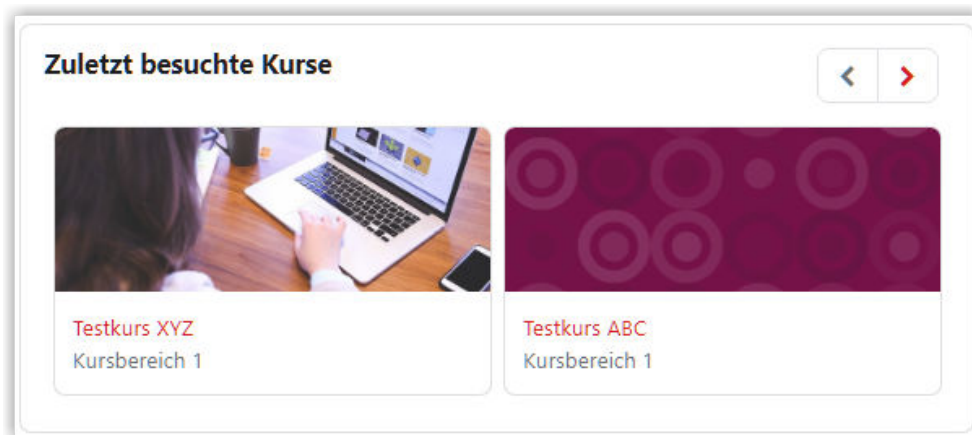 Zuletzt besuchte Kurse
Testkurs XYZ
Kursbereich 1
Testkurs ABC
Kursbereich 1